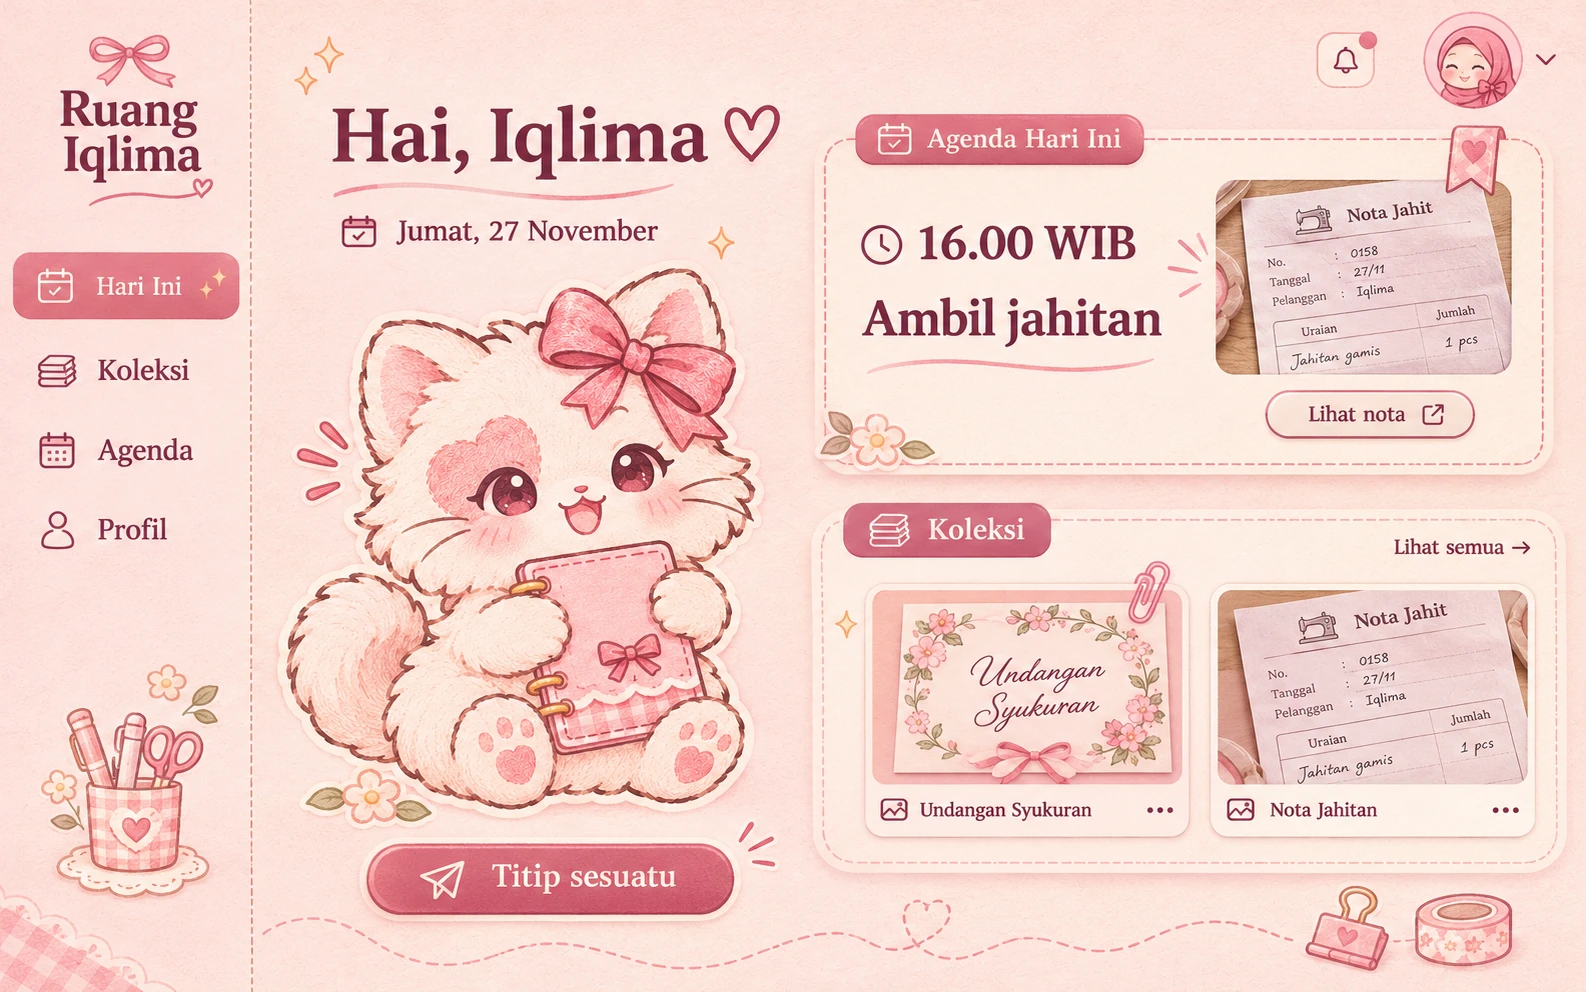 Ruang
Iqlima
Hari Ini
Koleksi
Agenda
Profil
Hai, Iqlima
Jumat, 27 November
Titip sesuatu
Agenda Hari Ini
16.00 WIB
Ambil jahitan
Nota Jahit
No. : 0158
Tanggal : 27/11
Pelanggan : Iqlima
Uraian Jumlah
Jahitan gamis 1 pcs
Lihat nota
Koleksi
Lihat semua →
Undangan
Syukuran
Undangan Syukuran
Nota Jahit
No. : 0158
Tanggal : 27/11
Pelanggan : Iqlima
Uraian Jumlah
Jahitan gamis 1 pcs
Nota Jahitan